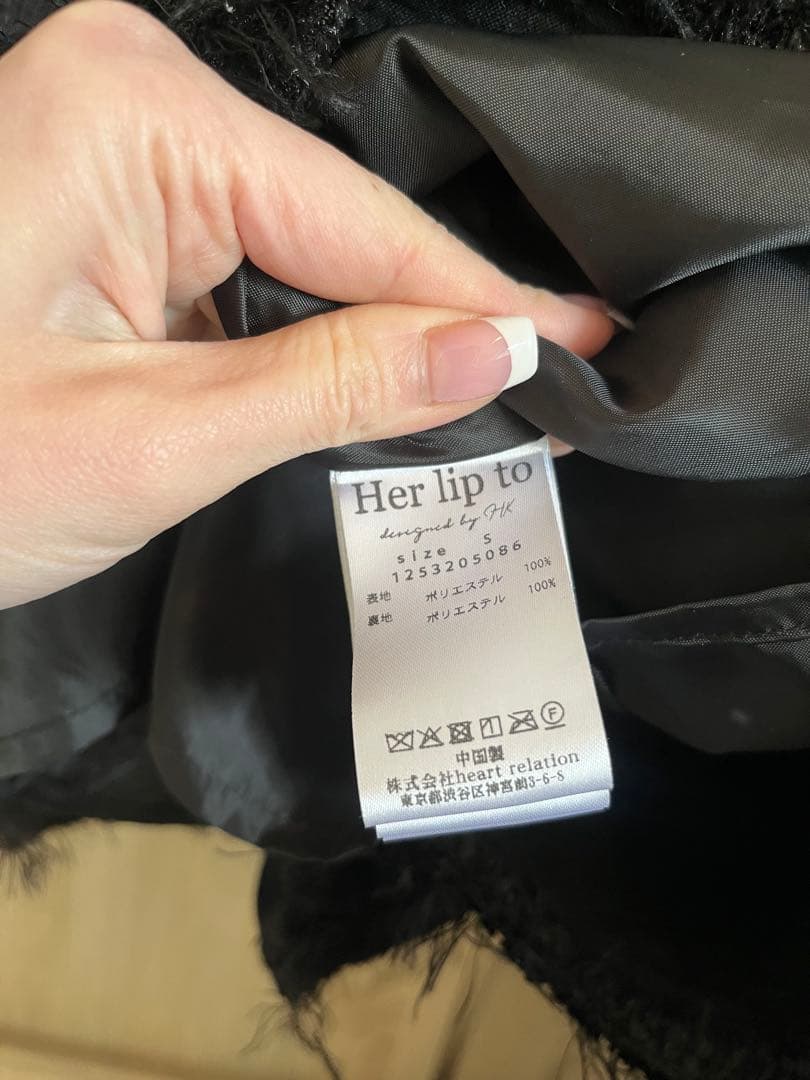 Her lip to
designed by HK
size S
1253205086
表地 ポリエステル 100%
裏地 ポリエステル 100%
中国製
株式会社heart relation
東京都渋谷区神宮前3-6-8